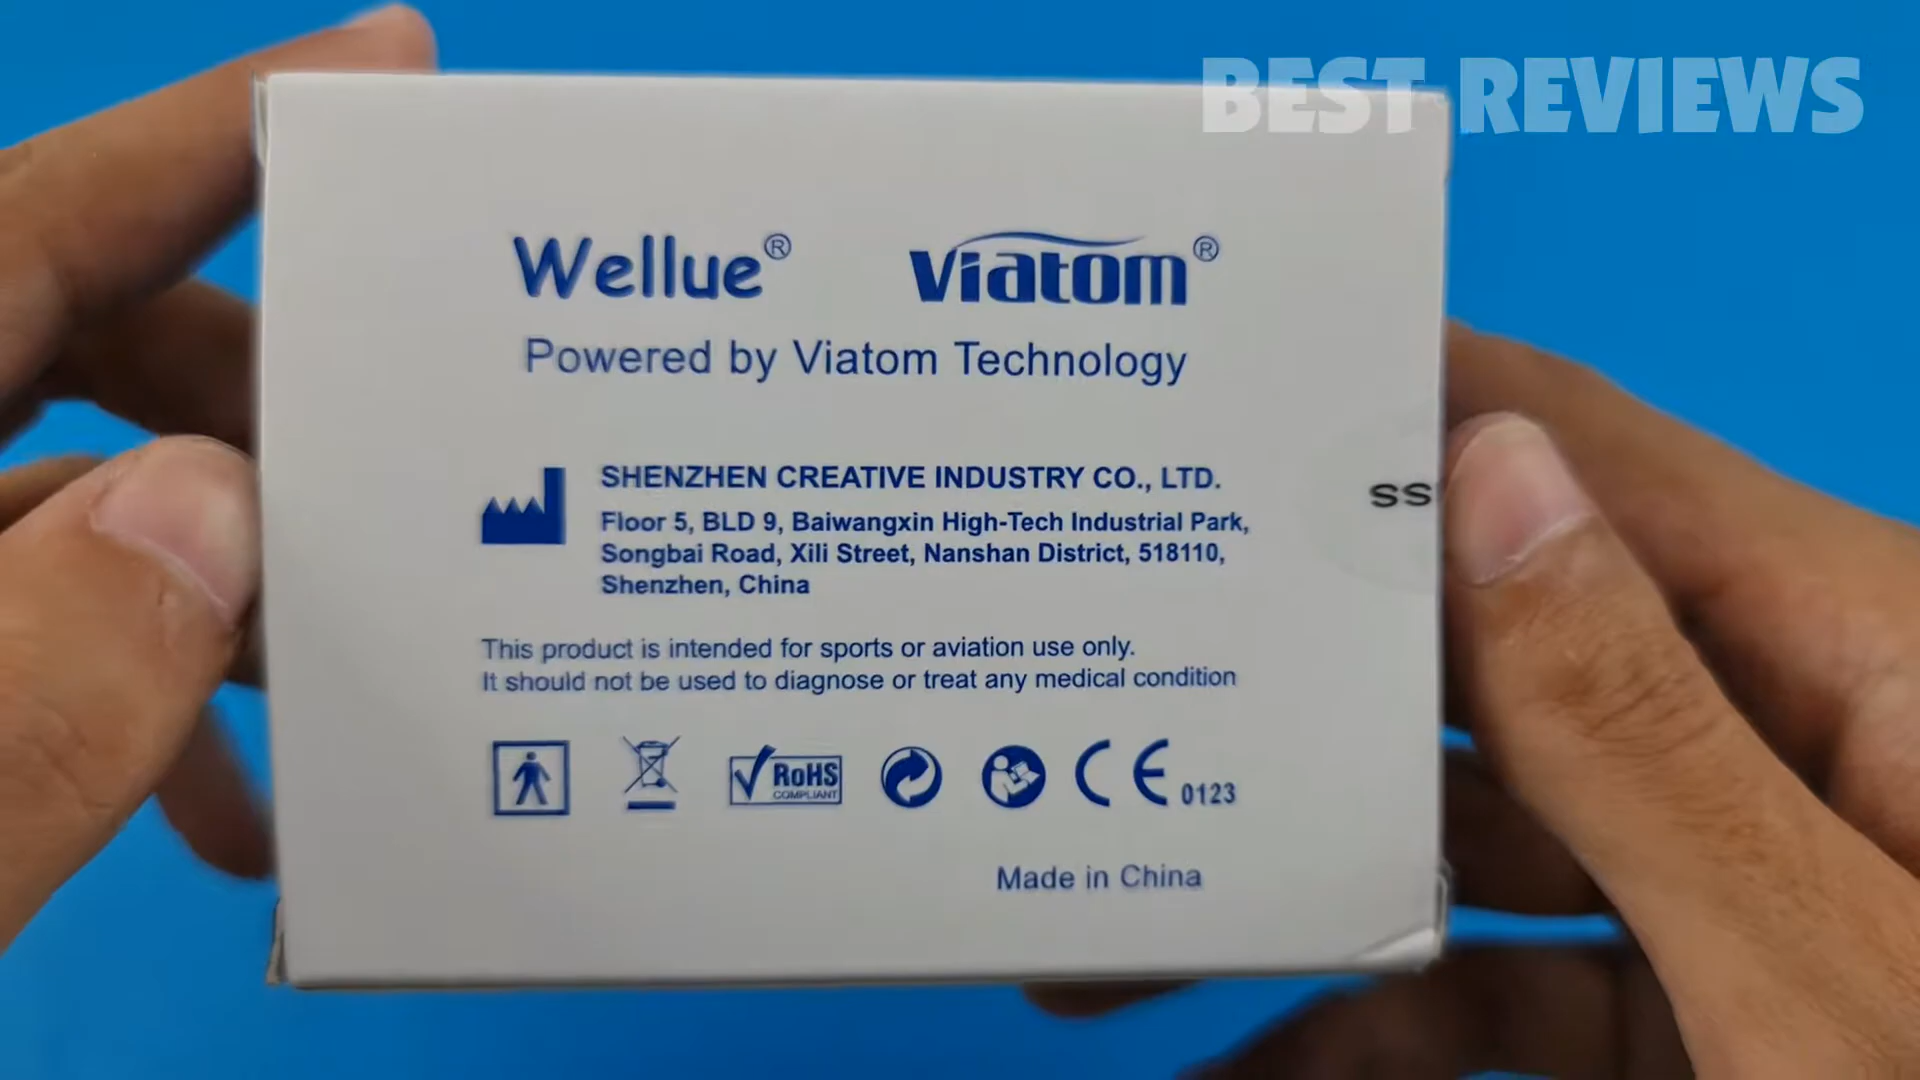 BEST REVIEWS
Wellue® Viatom®
Powered by Viatom Technology
SHENZHEN CREATIVE INDUSTRY CO., LTD.
Floor 5, BLD 9, Baiwangxin High-Tech Industrial Park,
Songbai Road, Xili Street, Nanshan District, 518110,
Shenzhen, China
This product is intended for sports or aviation use only.
It should not be used to diagnose or treat any medical condition
RoHS
COMPLIANT
CE 0123
Made in China